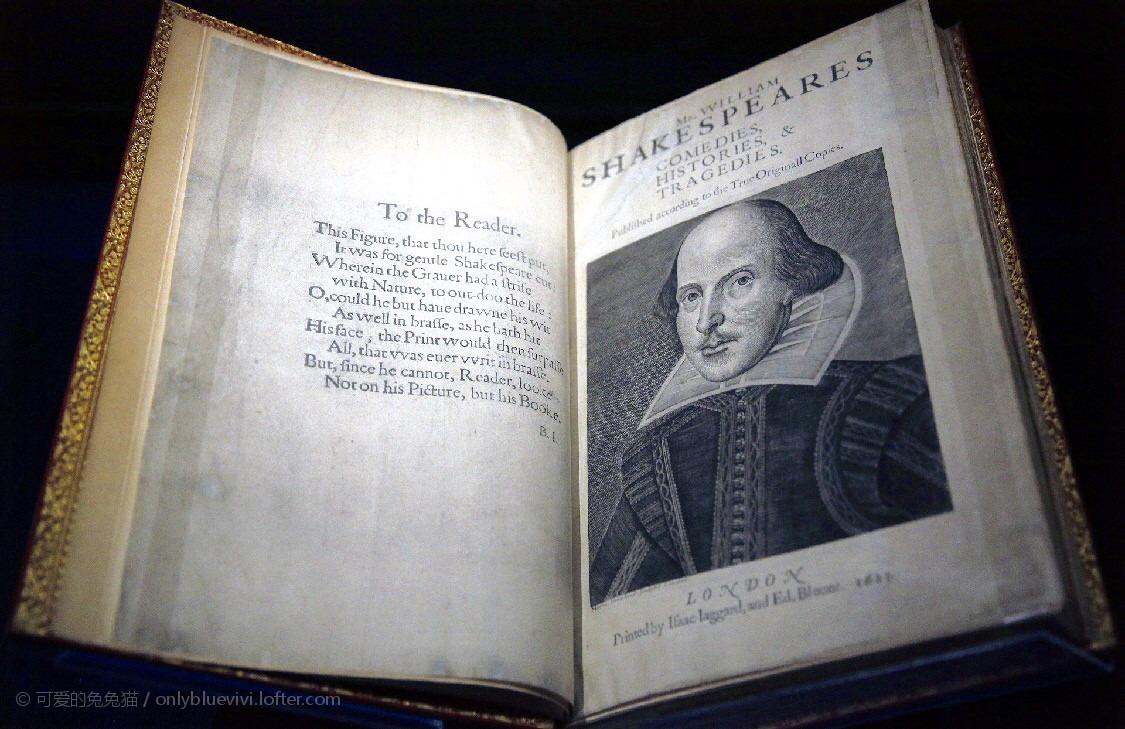 To the Reader.
This Figure, that thou here seest put,
It was for gentle Shakespeare cut;
Wherein the Grauer had a strife
with Nature, to out-doo the life :
O, could he but haue drawne his wit
As well in brasse, as he hath hit
His face ; the Print would then surpasse
All, that vvas euer vvrit in brasse.
But, since he cannot, Reader, looke
Not on his Picture, but his Booke.
B. I.
Mr. WILLIAM
SHAKESPEARES
COMEDIES,
HISTORIES, &
TRAGEDIES.
Published according to the True Originall Copies.
LONDON
Printed by Isaac Iaggard, and Ed. Blount. 1623
© 可爱的兔兔猫 / onlybluevivi.lofter.com